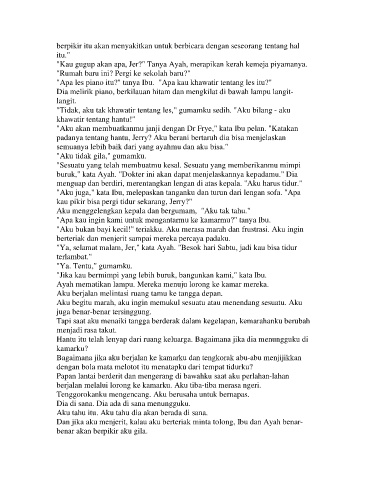 berpikir itu akan menyakitkan untuk berbicara dengan seseorang tentang hal
itu."
"Kau gugup akan apa, Jer?" Tanya Ayah, merapikan kerah kemeja piyamanya.
"Rumah baru ini? Pergi ke sekolah baru?"
"Apa les piano itu?" tanya Ibu.  "Apa kau khawatir tentang les itu?"
Dia melirik piano, berkilauan hitam dan mengkilat di bawah lampu langit-
langit.
"Tidak, aku tak khawatir tentang les," gumamku sedih. "Aku bilang - aku
khawatir tentang hantu!"
"Aku akan membuatkanmu janji dengan Dr Frye," kata Ibu pelan. "Katakan
padanya tentang hantu, Jerry? Aku berani bertaruh dia bisa menjelaskan
semuanya lebih baik dari yang ayahmu dan aku bisa."
"Aku tidak gila," gumamku.
"Sesuatu yang telah membuatmu kesal. Sesuatu yang memberikanmu mimpi
buruk," kata Ayah. "Dokter ini akan dapat menjelaskannya kepadamu." Dia
menguap dan berdiri, merentangkan lengan di atas kepala. "Aku harus tidur."
"Aku juga," kata Ibu, melepaskan tanganku dan turun dari lengan sofa. "Apa
kau pikir bisa pergi tidur sekarang, Jerry?"
Aku menggelengkan kepala dan bergumam,  "Aku tak tahu."
"Apa kau ingin kami untuk mengantarmu ke kamarmu?" tanya Ibu.
"Aku bukan bayi kecil!" teriakku. Aku merasa marah dan frustrasi. Aku ingin
berteriak dan menjerit sampai mereka percaya padaku.
"Ya, selamat malam, Jer," kata Ayah. "Besok hari Sabtu, jadi kau bisa tidur
terlambat."
"Ya. Tentu," gumamku.
"Jika kau bermimpi yang lebih buruk, bangunkan kami," kata Ibu.
Ayah mematikan lampu. Mereka menuju lorong ke kamar mereka.
Aku berjalan melintasi ruang tamu ke tangga depan.
Aku begitu marah, aku ingin memukul sesuatu atau menendang sesuatu. Aku
juga benar-benar tersinggung.
Tapi saat aku menaiki tangga berderak dalam kegelapan, kemarahanku berubah
menjadi rasa takut.
Hantu itu telah lenyap dari ruang keluarga. Bagaimana jika dia menungguku di
kamarku?
Bagaimana jika aku berjalan ke kamarku dan tengkorak abu-abu menjijikkan
dengan bola mata melotot itu menatapku dari tempat tidurku?
Papan lantai berderit dan mengerang di bawahku saat aku perlahan-lahan
berjalan melalui lorong ke kamarku. Aku tiba-tiba merasa ngeri.
Tenggorokanku mengencang. Aku berusaha untuk bernapas.
Dia di sana. Dia ada di sana menungguku.
Aku tahu itu. Aku tahu dia akan berada di sana.
Dan jika aku menjerit, kalau aku berteriak minta tolong, Ibu dan Ayah benar-
benar akan berpikir aku gila.